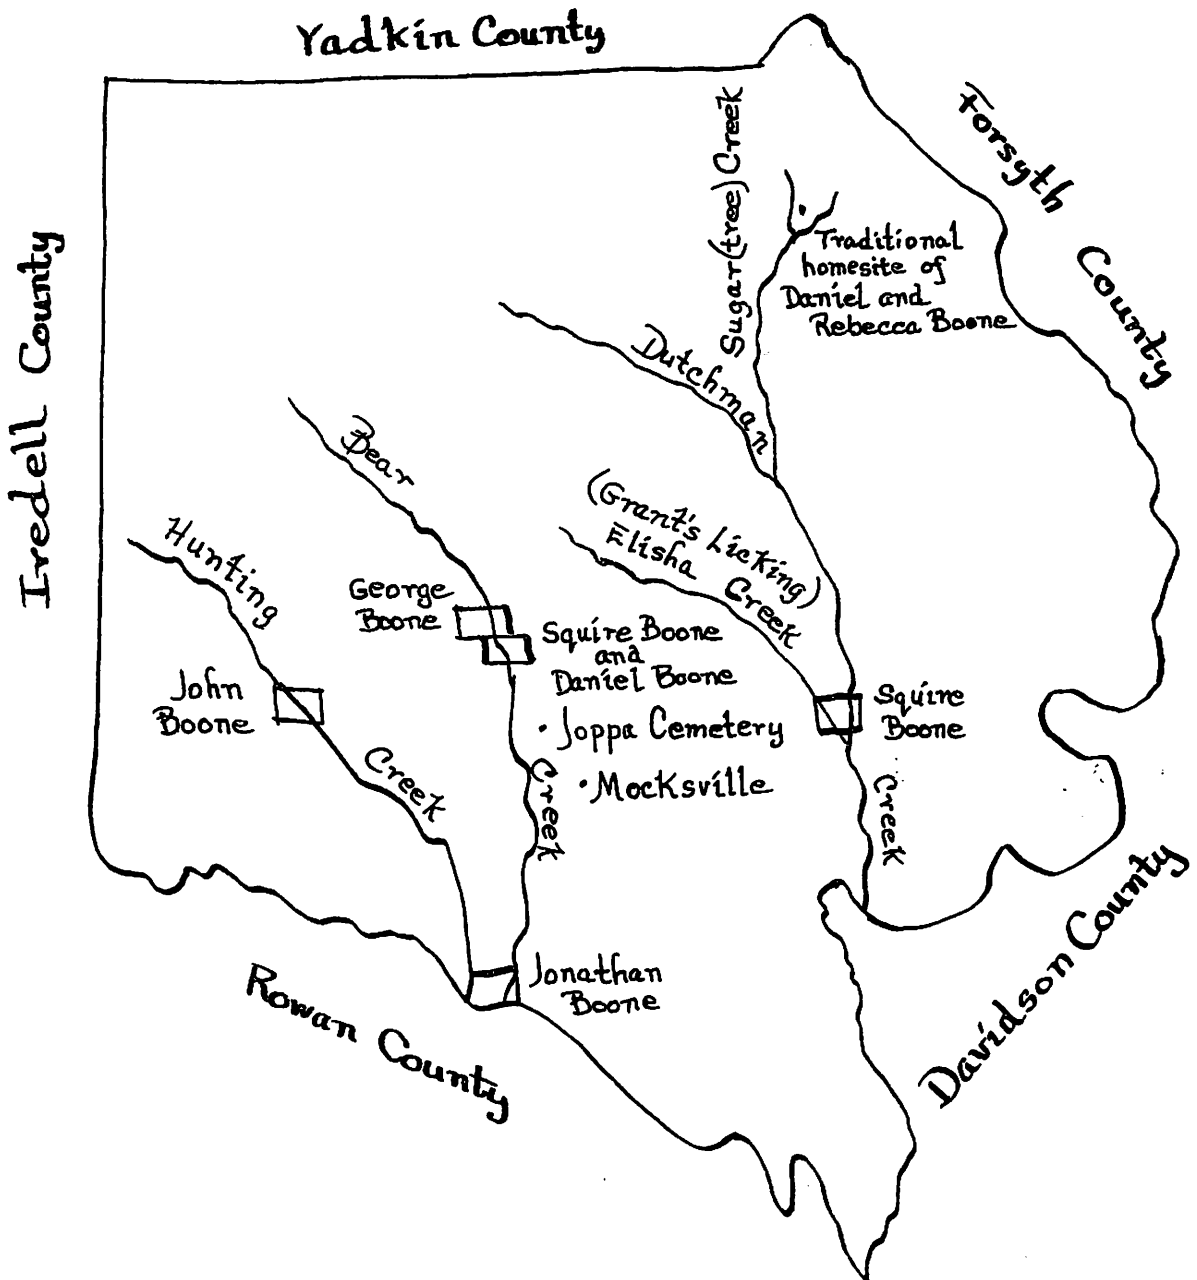 Yadkin County
Forsyth
County
Iredell County
Sugar(tree) Creek
Traditional
homesite of
Daniel and
Rebecca Boone
Dutchman
Creek
Bear
Creek
(Grant's Licking)
Elisha Creek
Hunting
Creek
George
Boone
Squire Boone
and
Daniel Boone
John
Boone
Squire
Boone
Joppa Cemetery
Mocksville
Jonathan
Boone
Rowan County
Davidson County